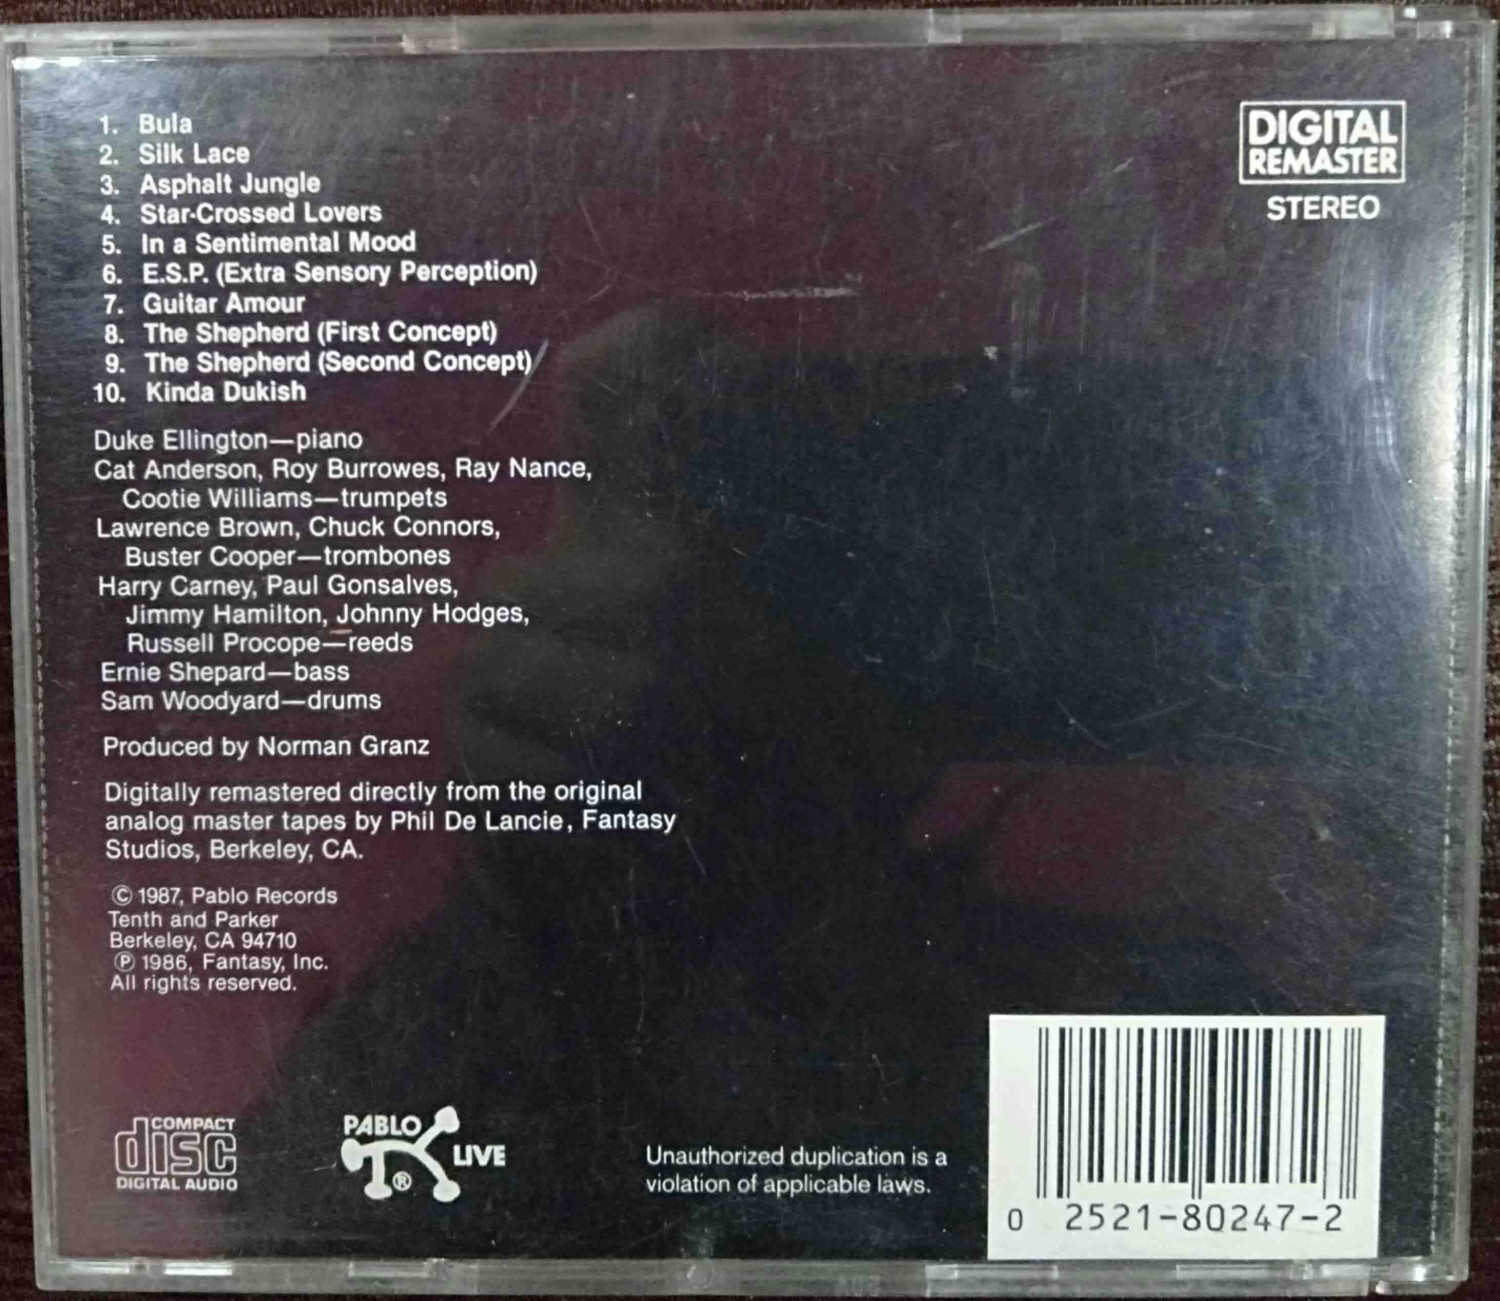 1. Bula
2. Silk Lace
3. Asphalt Jungle
4. Star-Crossed Lovers
5. In a Sentimental Mood
6. E.S.P. (Extra Sensory Perception)
7. Guitar Amour
8. The Shepherd (First Concept)
9. The Shepherd (Second Concept)
10. Kinda Dukish
DIGITAL
REMASTER
STEREO
Duke Ellington—piano
Cat Anderson, Roy Burrowes, Ray Nance,
Cootie Williams—trumpets
Lawrence Brown, Chuck Connors,
Buster Cooper—trombones
Harry Carney, Paul Gonsalves,
Jimmy Hamilton, Johnny Hodges,
Russell Procope—reeds
Ernie Shepard—bass
Sam Woodyard—drums
Produced by Norman Granz
Digitally remastered directly from the original
analog master tapes by Phil De Lancie, Fantasy
Studios, Berkeley, CA.
© 1987, Pablo Records
Tenth and Parker
Berkeley, CA 94710
℗ 1986, Fantasy, Inc.
All rights reserved.
COMPACT
disc
DIGITAL AUDIO
PABLO
LIVE
®
Unauthorized duplication is a
violation of applicable laws.
0 2521-80247-2